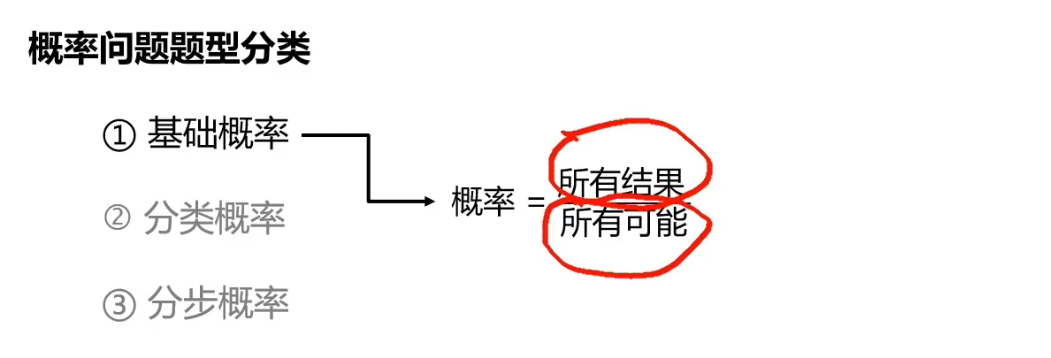 概率问题题型分类
① 基础概率
概率 = 所有结果
所有可能
② 分类概率
③ 分步概率